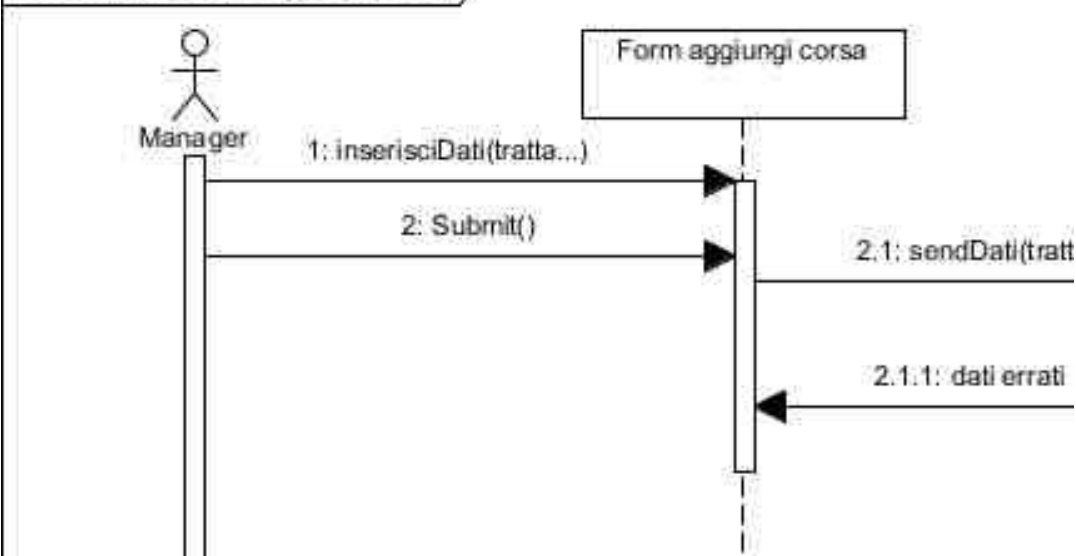 Manager
Form aggiungi corsa
1: inserisciDati(tratta...)
2: Submit()
2.1: sendDati(tratt
2.1.1: dati errati